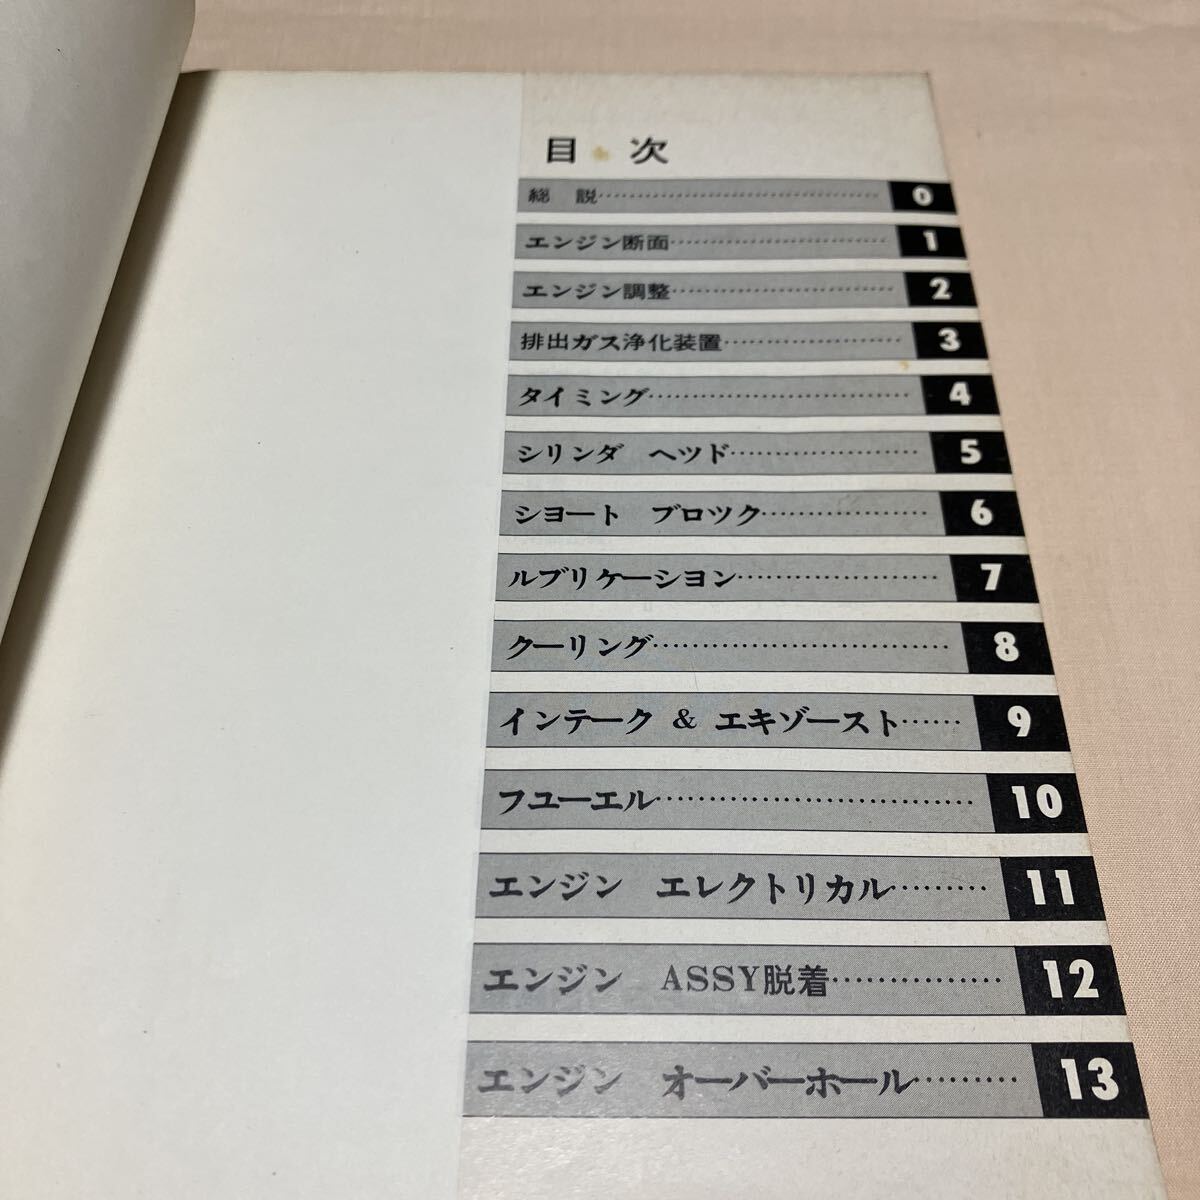 目次
総説 0
エンジン断面 1
エンジン調整 2
排出ガス浄化装置 3
タイミング 4
シリンダ ヘツド 5
シヨート ブロツク 6
ルブリケーシヨン 7
クーリング 8
インテーク & エキゾースト 9
フユーエル 10
エンジン エレクトリカル 11
エンジン ASSY脱着 12
エンジン オーバーホール 13